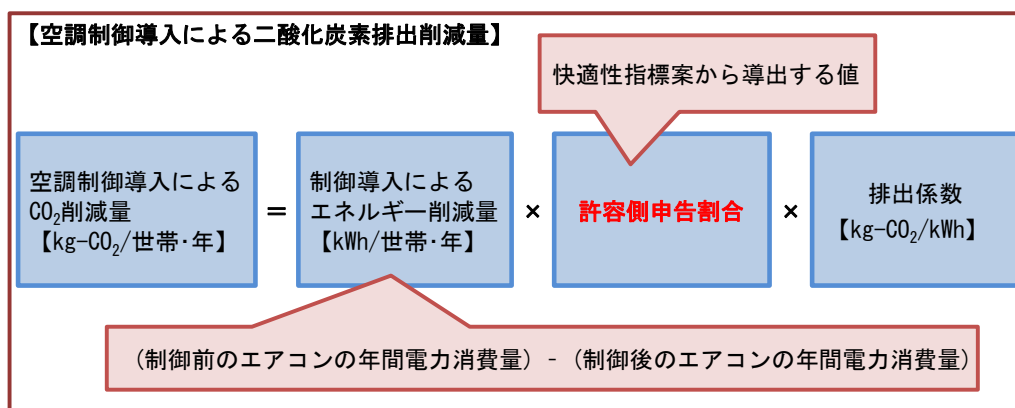 【空調制御導入による二酸化炭素排出削減量】
快適性指標案から導出する値
空調制御導入による
CO₂削減量
【kg-CO₂/世帯・年】
＝
制御導入による
エネルギー削減量
【kWh/世帯・年】
×
許容側申告割合
×
排出係数
【kg-CO₂/kWh】
（制御前のエアコンの年間電力消費量）-（制御後のエアコンの年間電力消費量）